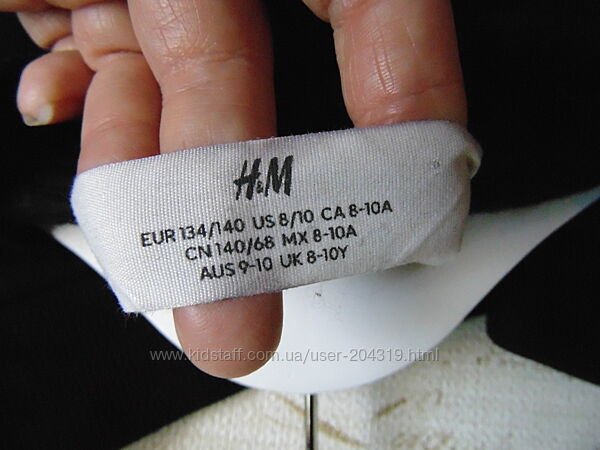 H&M
EUR 134/140 US 8/10 CA 8-10A
CN 140/68 MX 8-10A
AUS 9-10 UK 8-10Y
www.kidstaff.com.ua/user-204319.html